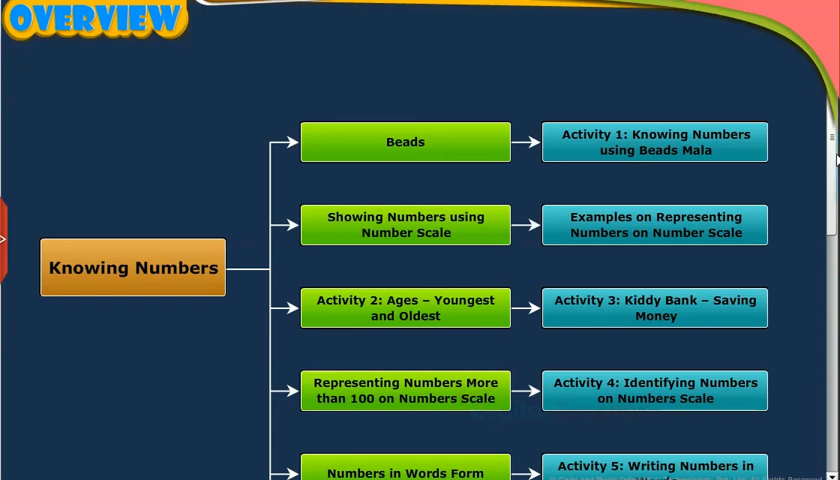 OVERVIEW
Beads
Activity 1: Knowing Numbers
using Beads Mala
Showing Numbers using
Number Scale
Examples on Representing
Numbers on Number Scale
Knowing Numbers
Activity 2: Ages – Youngest
and Oldest
Activity 3: Kiddy Bank – Saving
Money
Representing Numbers More
than 100 on Numbers Scale
Activity 4: Identifying Numbers
on Numbers Scale
Numbers in Words Form
Activity 5: Writing Numbers in